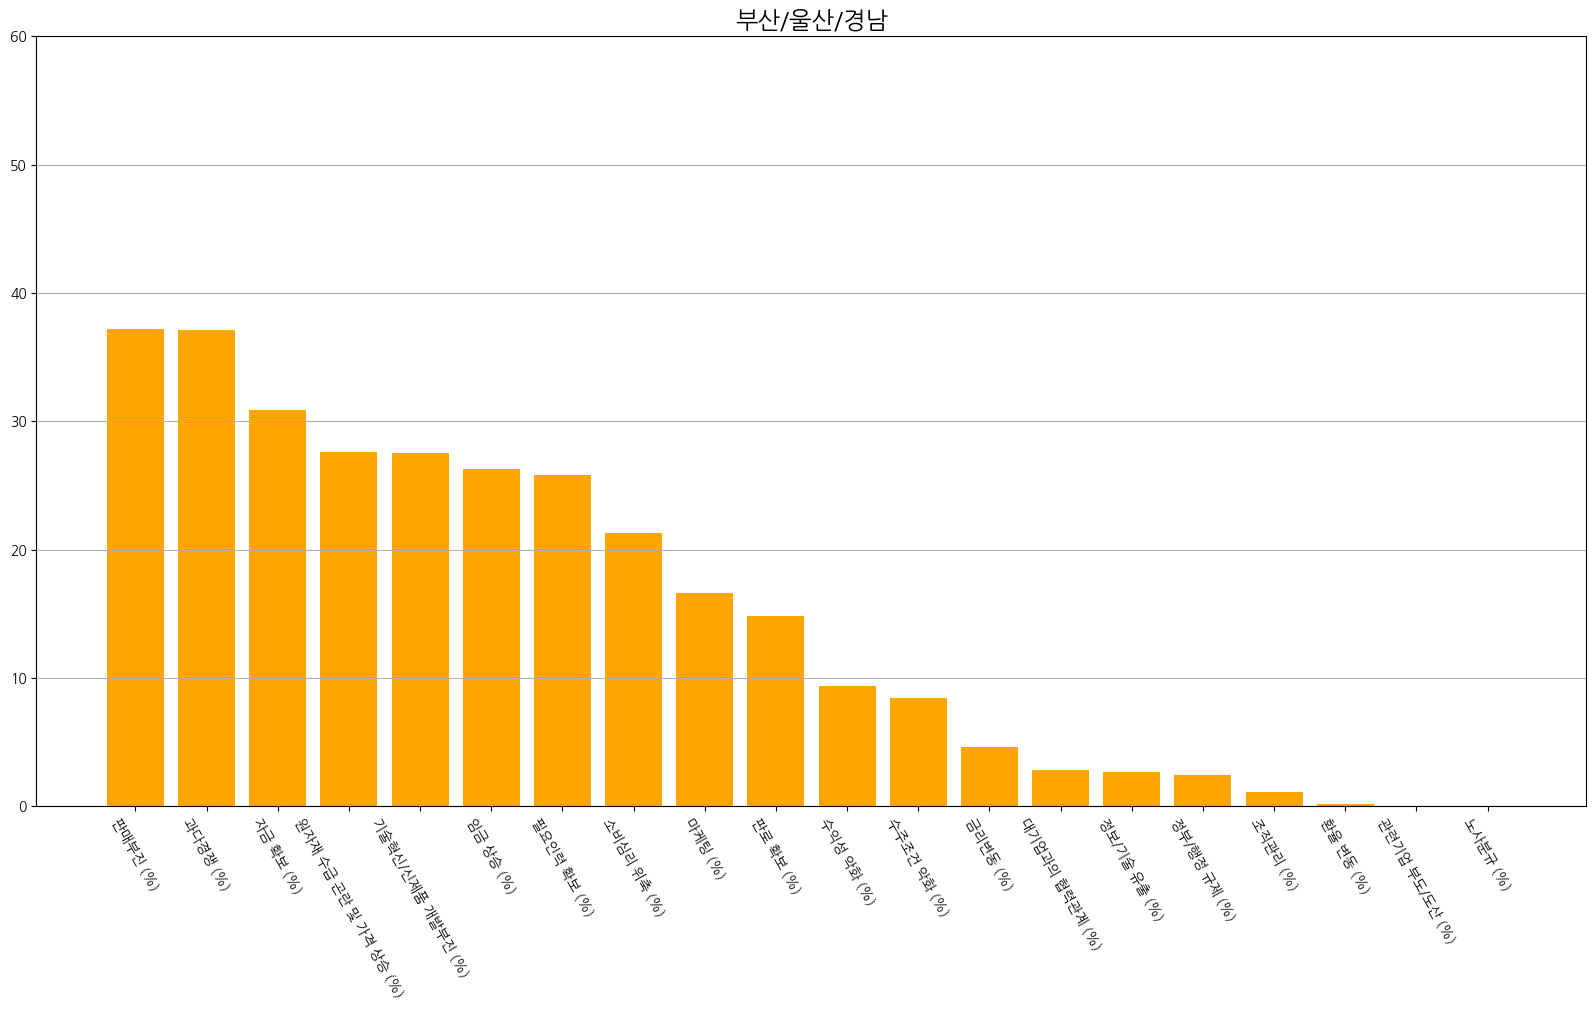 부산/울산/경남
60
50
40
30
20
10
0
판매부진 (%)
과다경쟁 (%)
자금 확보 (%)
원자재 수급 곤란 및 가격 상승 (%)
기술혁신/신제품 개발부진 (%)
임금 상승 (%)
필요인력 확보 (%)
소비심리 위축 (%)
마케팅 (%)
판로 확보 (%)
수익성 악화 (%)
수주조건 악화 (%)
금리변동 (%)
대기업과의 협력관계 (%)
정보/기술 유출 (%)
정부/행정 규제 (%)
조직관리 (%)
환율 변동 (%)
관련기업 부도/도산 (%)
노사분규 (%)